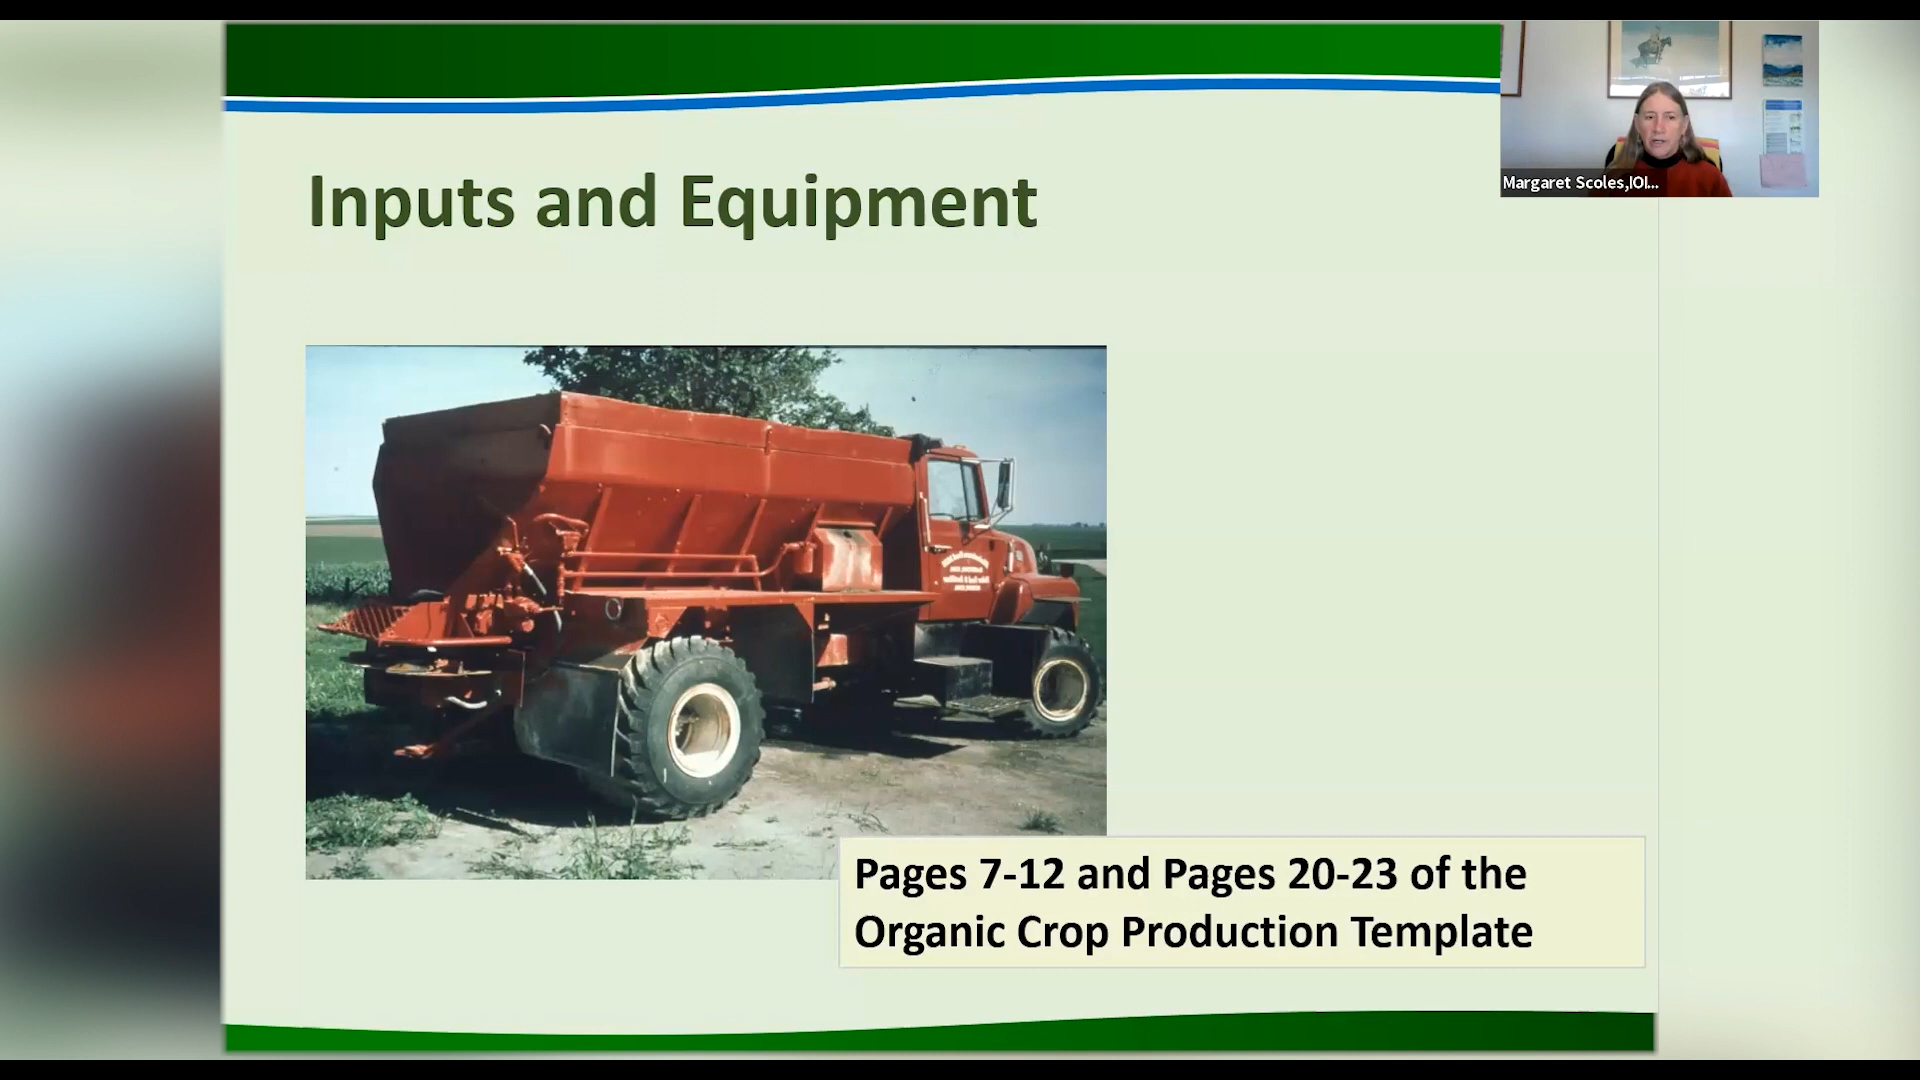 Inputs and Equipment
Margaret Scoles,IOI...
Pages 7-12 and Pages 20-23 of the
Organic Crop Production Template